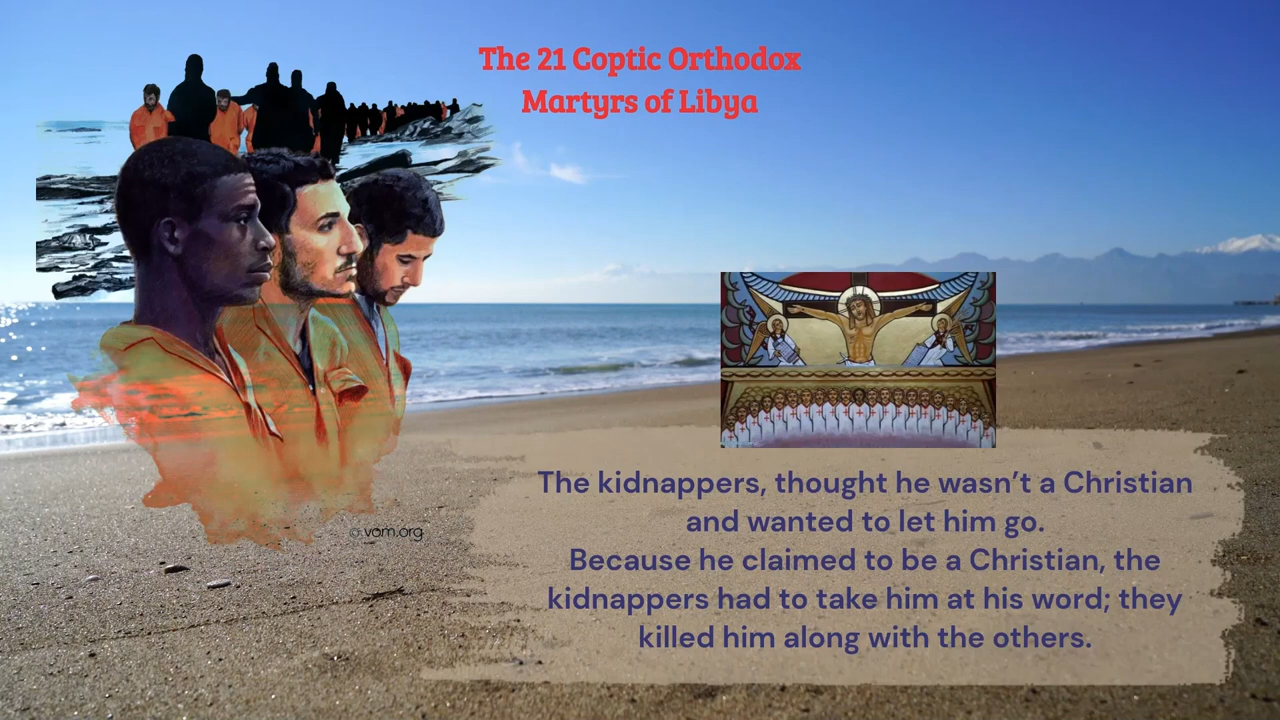 The 21 Coptic Orthodox
Martyrs of Libya
© vom.org
The kidnappers, thought he wasn’t a Christian
and wanted to let him go.
Because he claimed to be a Christian, the
kidnappers had to take him at his word; they
killed him along with the others.